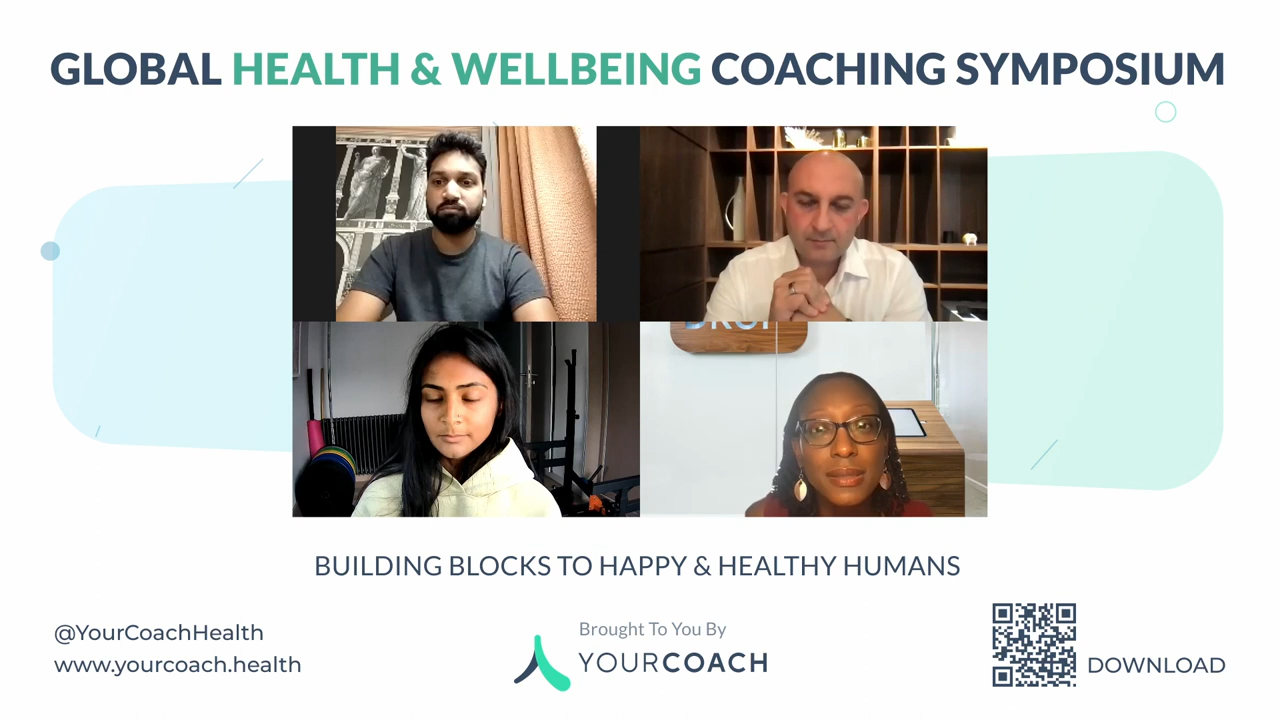 GLOBAL HEALTH & WELLBEING COACHING SYMPOSIUM
BUILDING BLOCKS TO HAPPY & HEALTHY HUMANS
@YourCoachHealth
www.yourcoach.health
Brought To You By
YOURCOACH
DOWNLOAD